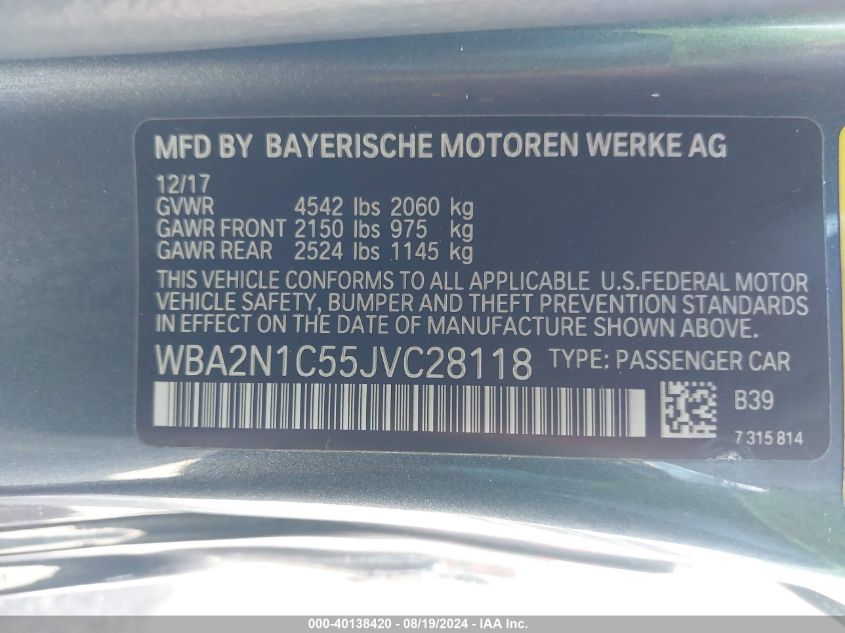 MFD BY BAYERISCHE MOTOREN WERKE AG
12/17
GVWR 4542 lbs 2060 kg
GAWR FRONT 2150 lbs 975 kg
GAWR REAR 2524 lbs 1145 kg
THIS VEHICLE CONFORMS TO ALL APPLICABLE U.S.FEDERAL MOTOR
VEHICLE SAFETY, BUMPER AND THEFT PREVENTION STANDARDS
IN EFFECT ON THE DATE OF MANUFACTURE SHOWN ABOVE.
WBA2N1C55JVC28118 TYPE: PASSENGER CAR
B39
7 315 814
000-40138420 - 08/19/2024 - IAA Inc.